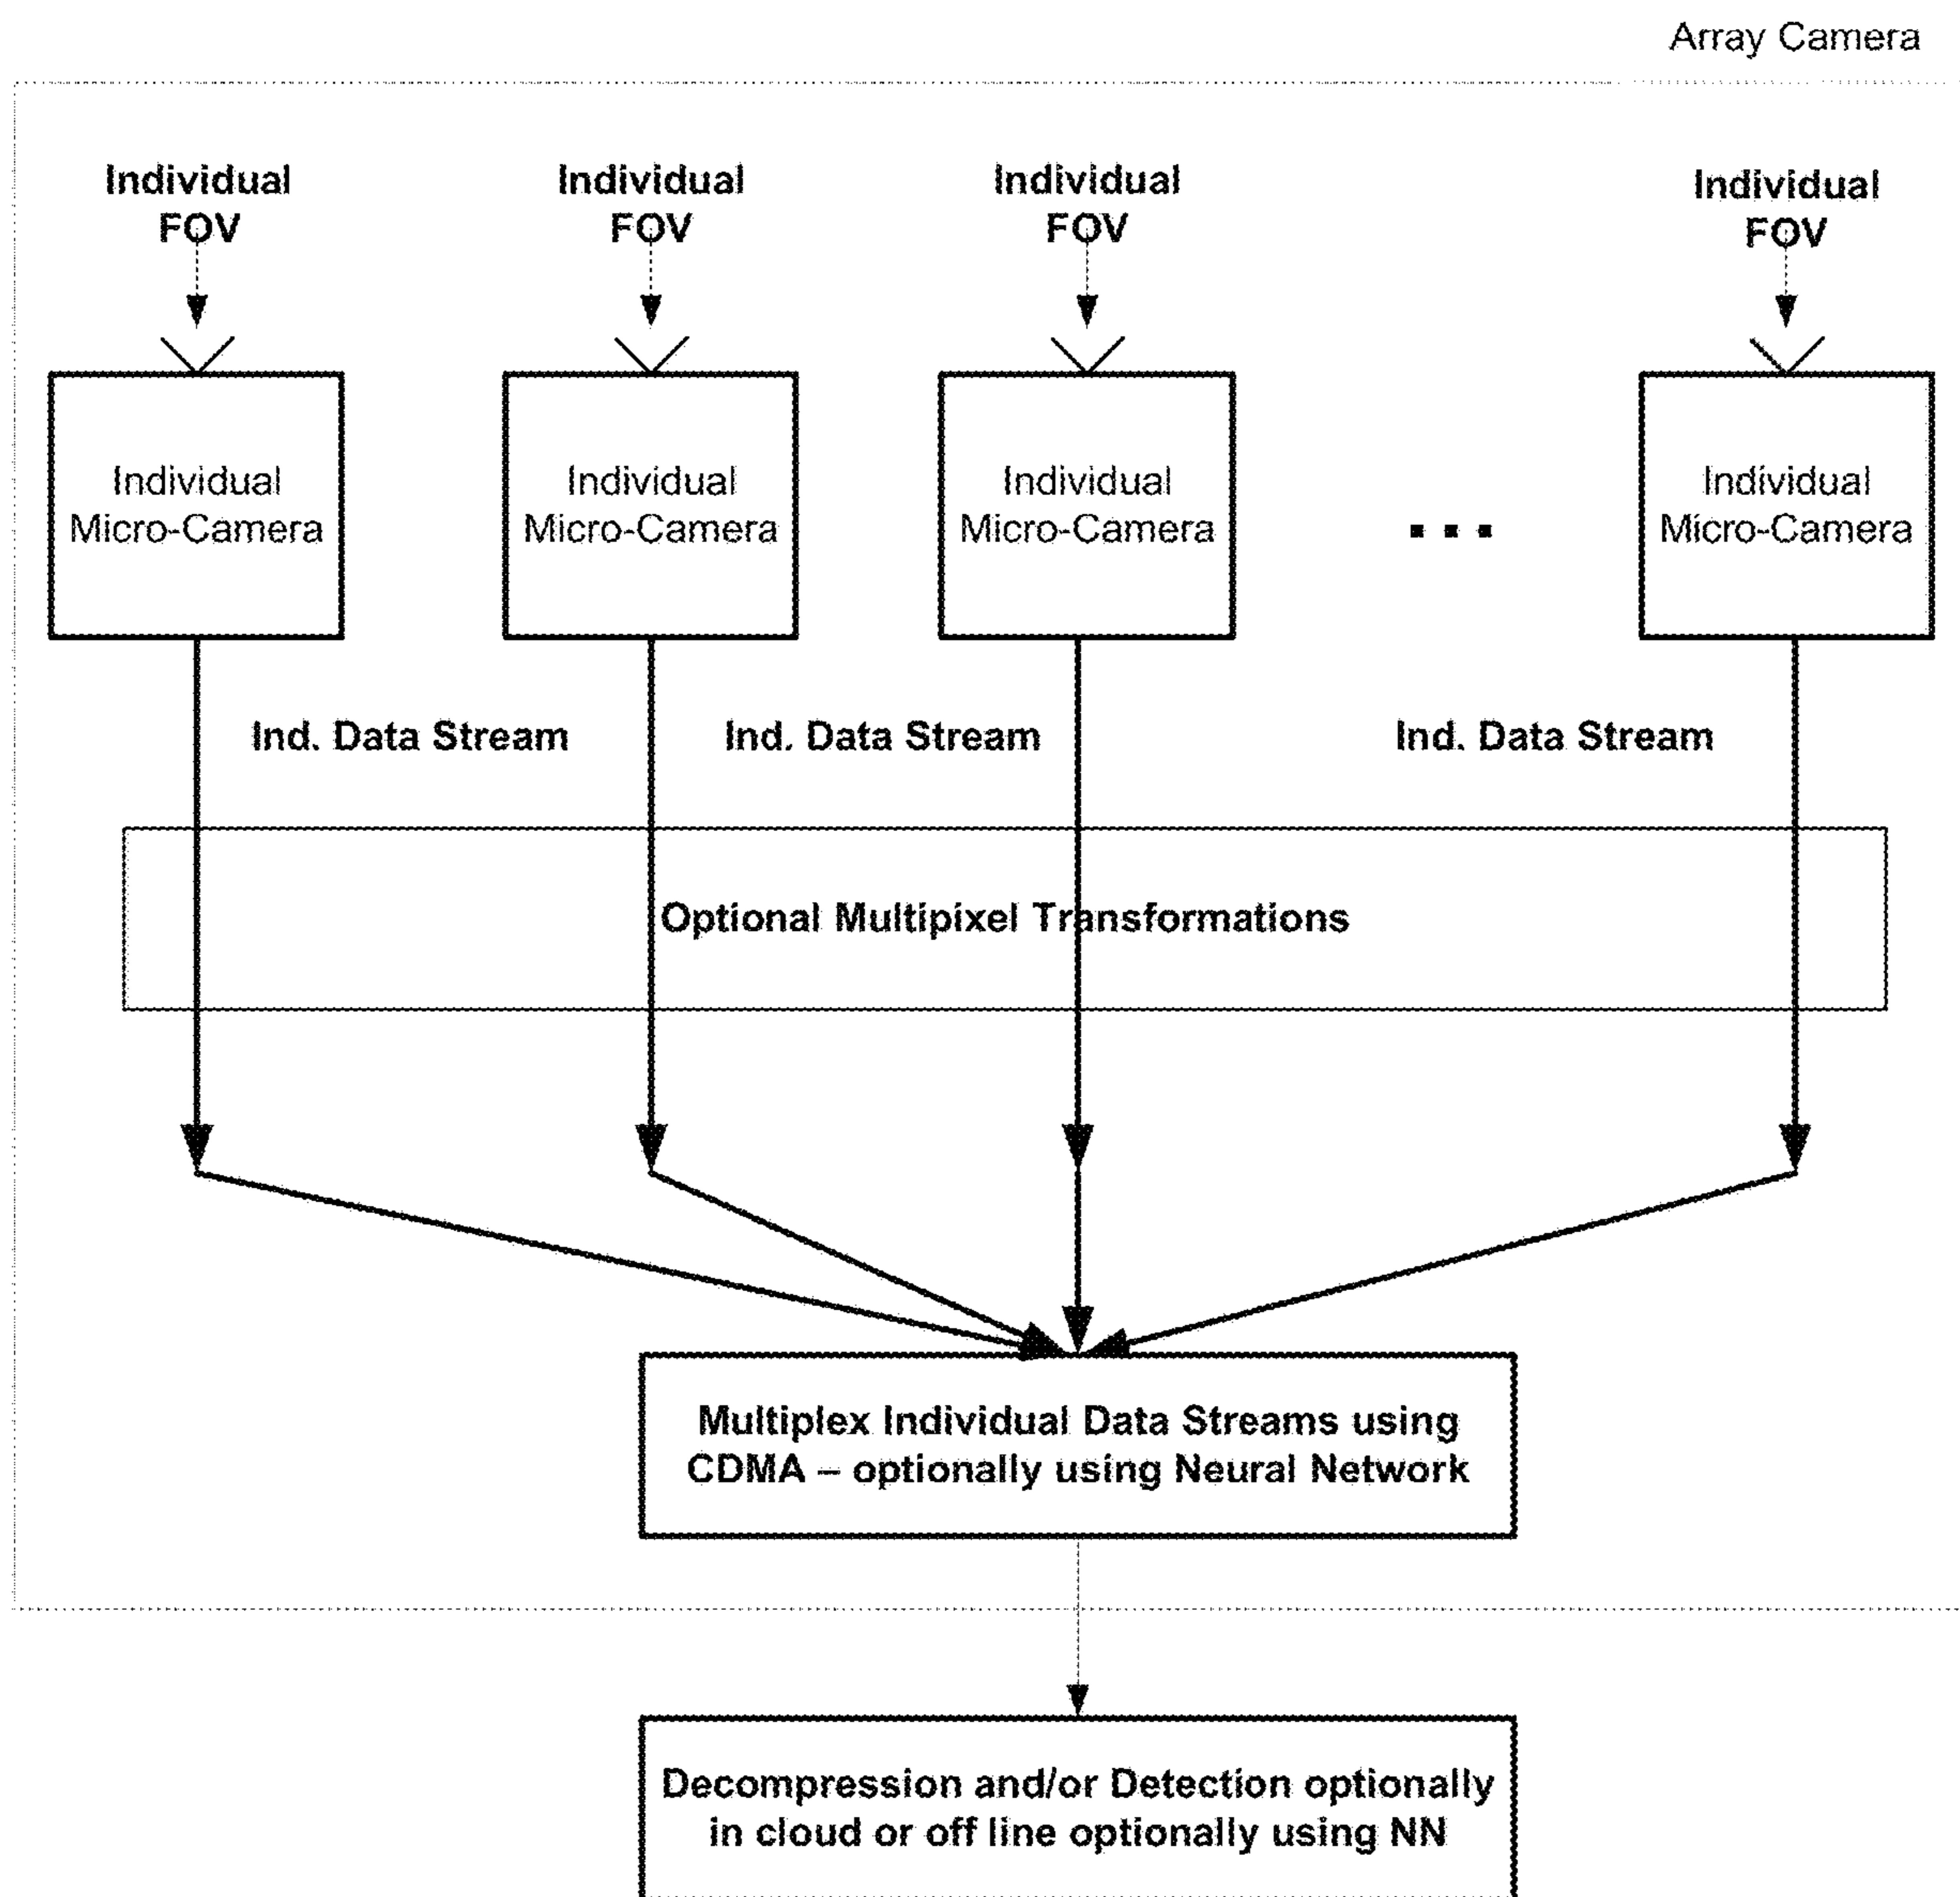 Array Camera
Individual
FOV
Individual
FOV
Individual
FOV
Individual
FOV
Individual
Micro-Camera
Individual
Micro-Camera
Individual
Micro-Camera
...
Individual
Micro-Camera
Ind. Data Stream
Ind. Data Stream
Ind. Data Stream
Optional Multipixel Transformations
Multiplex Individual Data Streams using
CDMA – optionally using Neural Network
Decompression and/or Detection optionally
in cloud or off line optionally using NN